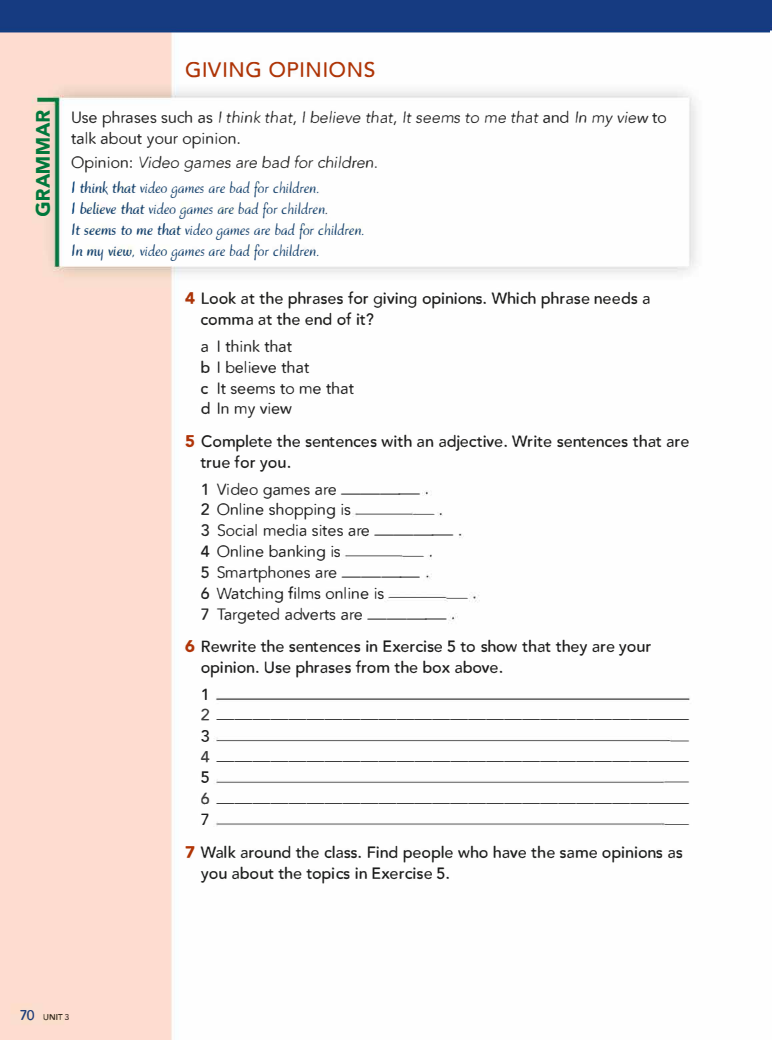 GIVING OPINIONS
GRAMMAR
Use phrases such as I think that, I believe that, It seems to me that and In my view to
talk about your opinion.
Opinion: Video games are bad for children.
I think that video games are bad for children.
I believe that video games are bad for children.
It seems to me that video games are bad for children.
In my view, video games are bad for children.
4 Look at the phrases for giving opinions. Which phrase needs a
comma at the end of it?
a I think that
b I believe that
c It seems to me that
d In my view
5 Complete the sentences with an adjective. Write sentences that are
true for you.
1 Video games are ________ .
2 Online shopping is ________ .
3 Social media sites are ________ .
4 Online banking is ________ .
5 Smartphones are ________ .
6 Watching films online is ________ .
7 Targeted adverts are ________ .
6 Rewrite the sentences in Exercise 5 to show that they are your
opinion. Use phrases from the box above.
1
2
3
4
5
6
7
7 Walk around the class. Find people who have the same opinions as
you about the topics in Exercise 5.
70 UNIT 3